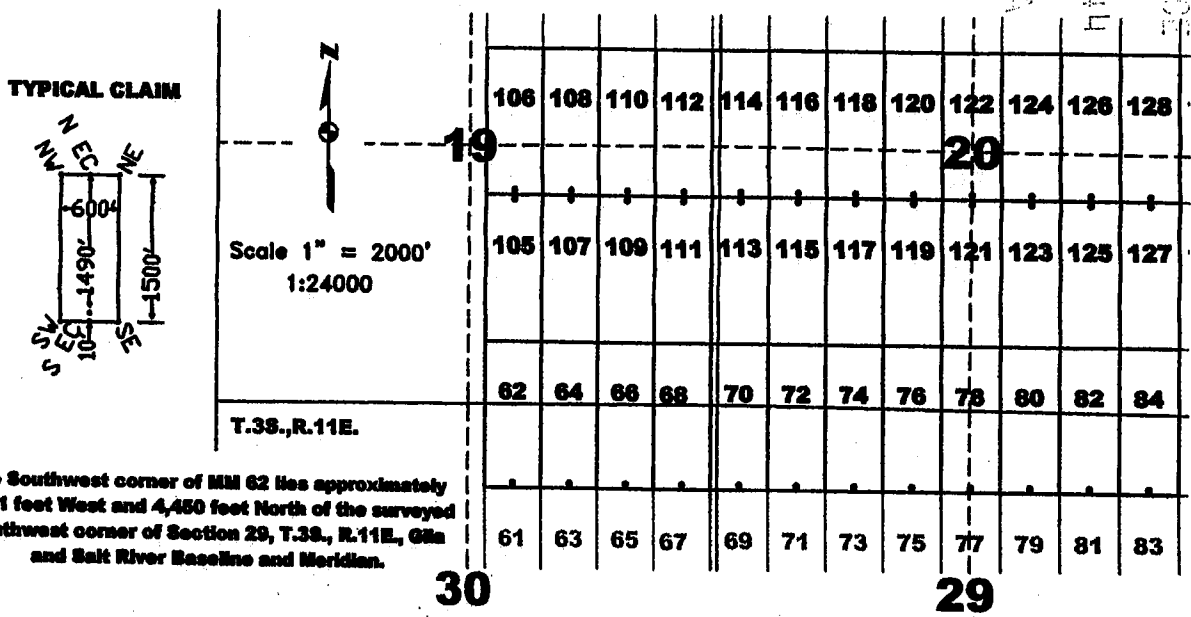 TYPICAL CLAIM
N EC
NW
NE
600'
1490'
1500'
SW
S EC
10'
SE
N
Scale 1" = 2000'
1:24000
T.3S.,R.11E.
Southwest corner of MM 62 lies approximately
1 feet West and 4,450 feet North of the surveyed
thwest corner of Section 29, T.3S., R.11E., Gila
and Salt River Baseline and Meridian.
106 108 110 112 114 116 118 120 122 124 126 128
19 20
105 107 109 111 113 115 117 119 121 123 125 127
62 64 66 68 70 72 74 76 78 80 82 84
61 63 65 67 69 71 73 75 77 79 81 83
30 29